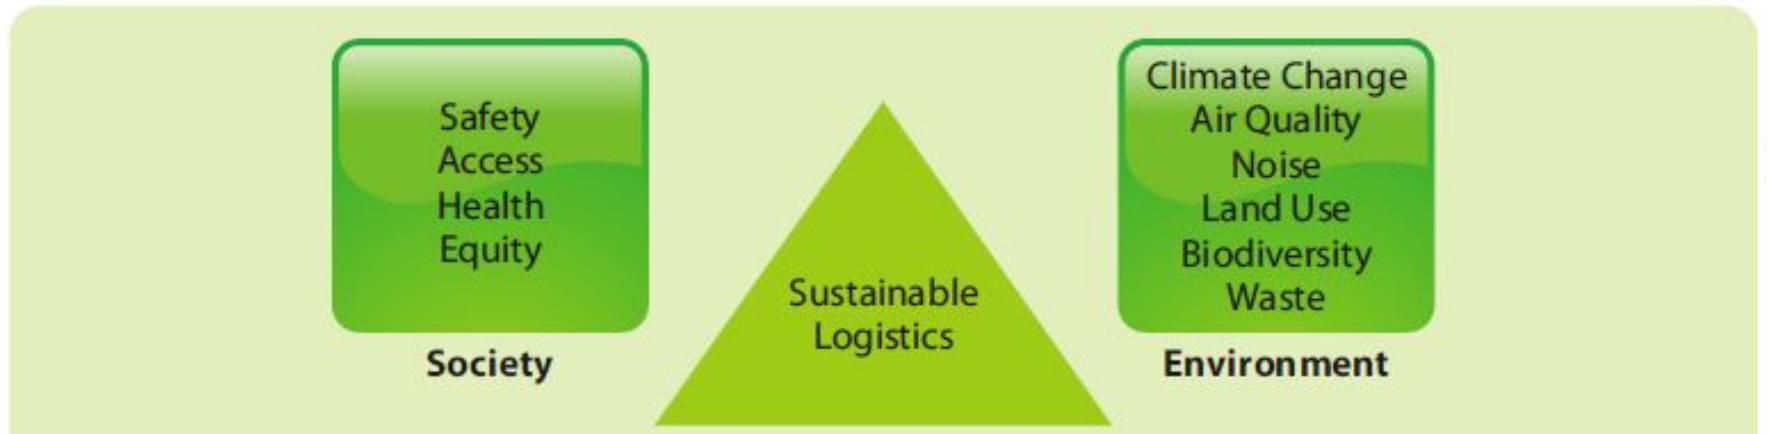 Safety
Access
Health
Equity
Society
Sustainable
Logistics
Climate Change
Air Quality
Noise
Land Use
Biodiversity
Waste
Environment